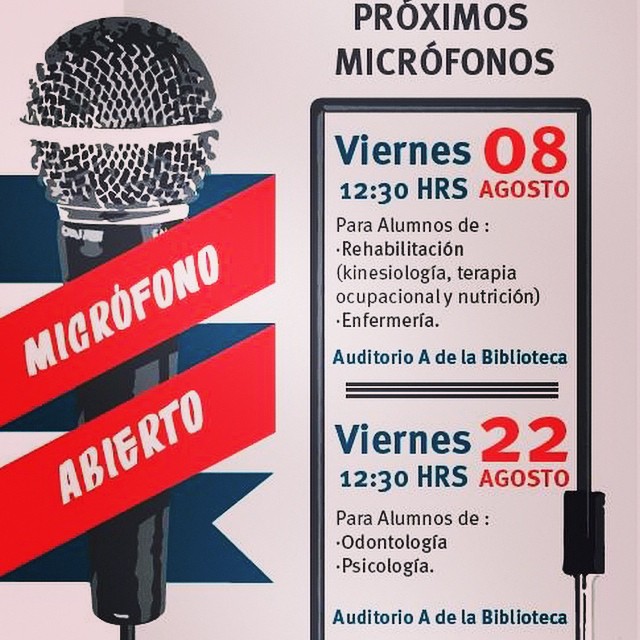 MICRÓFONO
ABIERTO
PRÓXIMOS
MICRÓFONOS
Viernes 08
12:30 HRS AGOSTO
Para Alumnos de :
·Rehabilitación
(kinesiología, terapia
ocupacional y nutrición)
·Enfermería.
Auditorio A de la Biblioteca
Viernes 22
12:30 HRS AGOSTO
Para Alumnos de :
·Odontología
·Psicología.
Auditorio A de la Biblioteca